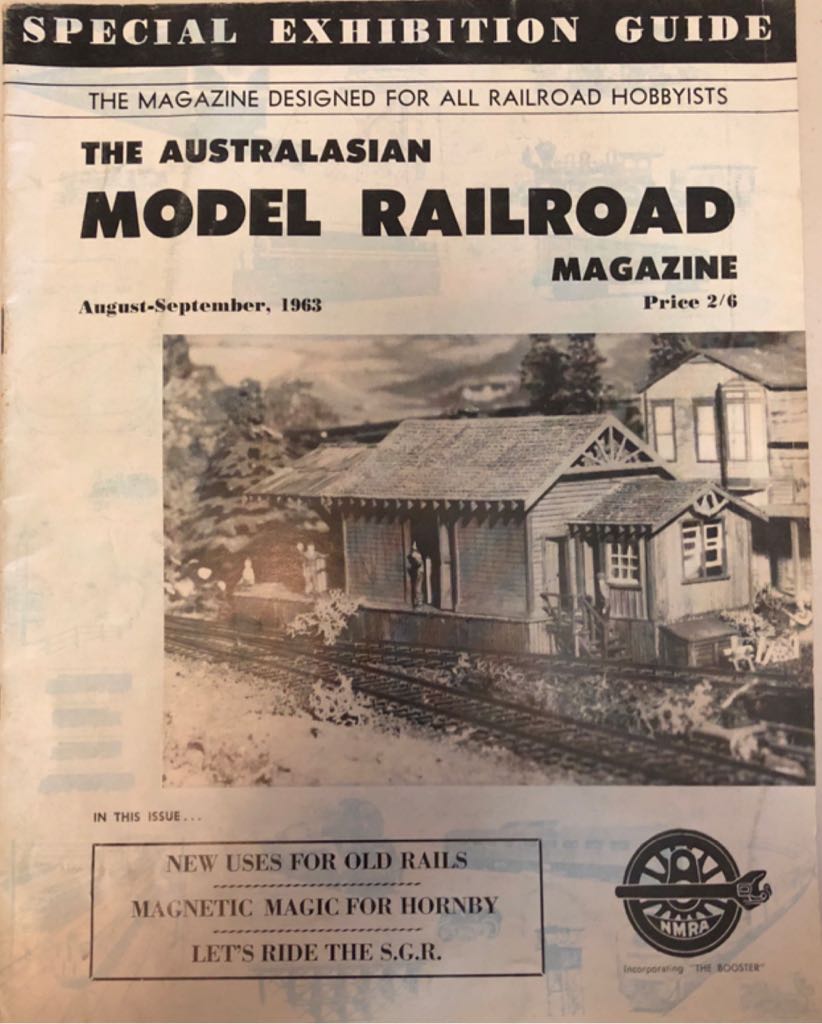 SPECIAL EXHIBITION GUIDE
THE MAGAZINE DESIGNED FOR ALL RAILROAD HOBBYISTS
THE AUSTRALASIAN
MODEL RAILROAD
MAGAZINE
August-September, 1963
Price 2/6
IN THIS ISSUE...
NEW USES FOR OLD RAILS
MAGNETIC MAGIC FOR HORNBY
LET'S RIDE THE S.G.R.
NMRA
Incorporating "THE BOOSTER"